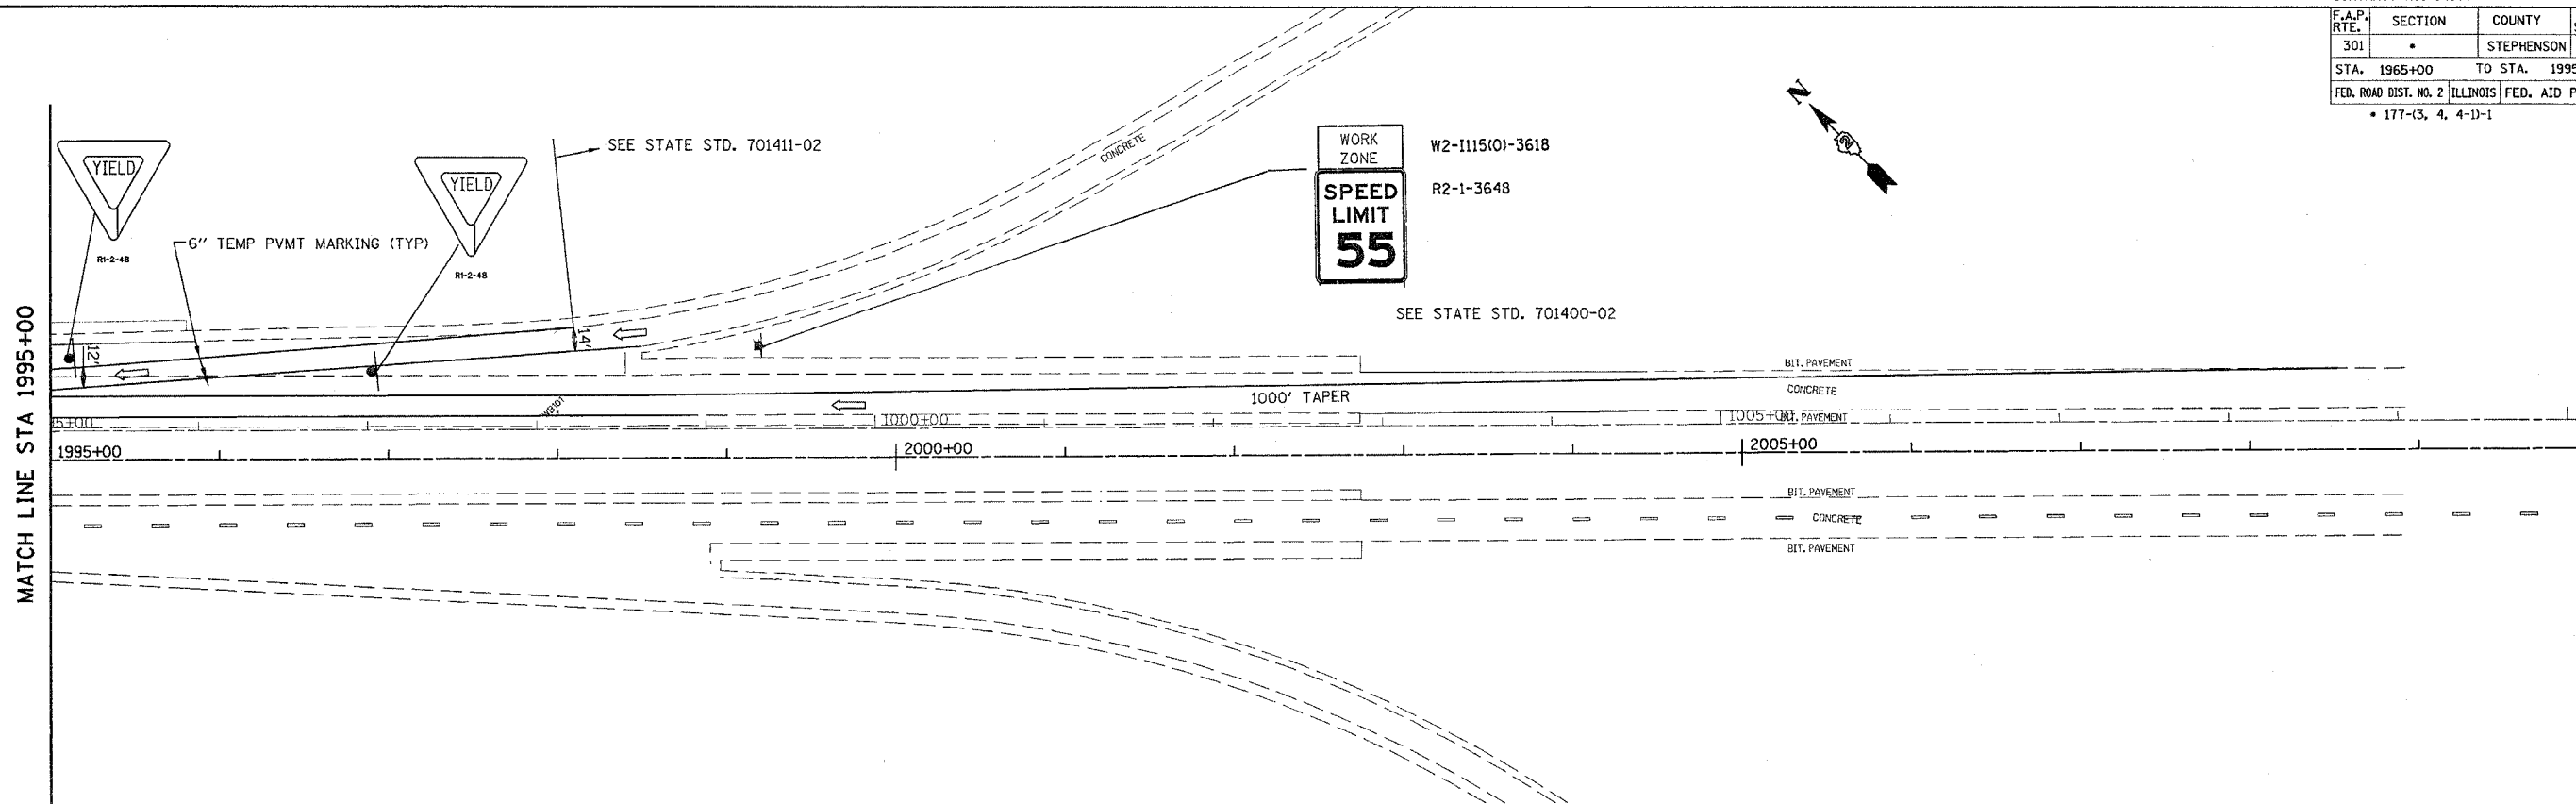 F.A.P. RTE. SECTION COUNTY
301 • STEPHENSON
STA. 1965+00 TO STA. 1995
FED. ROAD DIST. NO. 2 ILLINOIS FED. AID P
• 177-(3, 4, 4-1)-1
N
SEE STATE STD. 701411-02
CONCRETE
WORK ZONE
W2-I115(O)-3618
SPEED LIMIT 55
R2-1-3648
SEE STATE STD. 701400-02
YIELD
R1-2-48
YIELD
R1-2-48
6" TEMP PVMT MARKING (TYP)
12'
14'
MATCH LINE STA 1995+00
BIT. PAVEMENT
CONCRETE
1000' TAPER
WB101
5+00
1000+00
1005+00
BIT. PAVEMENT
1995+00
2000+00
2005+00
BIT. PAVEMENT
CONCRETE
BIT. PAVEMENT